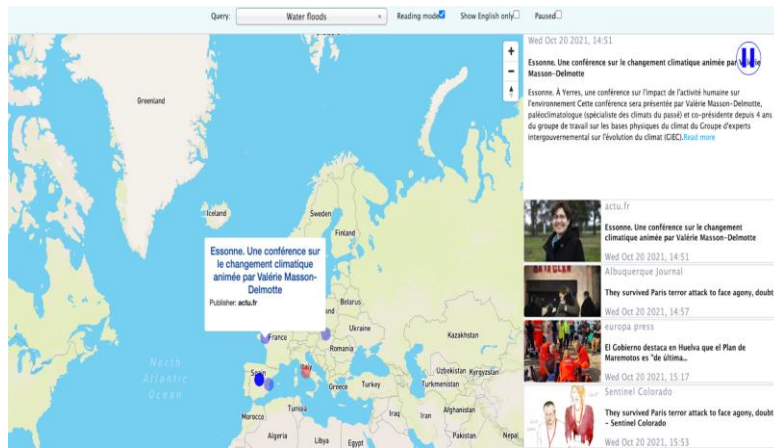 Query:
Water floods
Reading mode
Show English only
Paused
Greenland
Iceland
Sweden
Finland
Essonne. Une conférence sur
le changement climatique
animée par Valérie Masson-
Delmotte
Publisher: actu.fr
Belarus
Ukraine
France
Romania
Kazakhstan
North
Atlantic
Ocean
Spain
Italy
Greece
Turkey
Uzbekistan
Kyrgyzstan
Turkmenistan
Morocco
Tunisia
Algeria
Libya
Egypt
Iraq
Iran
Afghanistan
Pakistan
Nepal
+
−
Wed Oct 20 2021, 14:51
Essonne. Une conférence sur le changement climatique animée par Valérie
Masson-Delmotte
Essonne. À Yerres, une conférence sur l'impact de l'activité humaine sur
l'environnement Cette conférence sera présentée par Valérie Masson-Delmotte,
paléoclimatologue (spécialiste des climats du passé) et co-présidente depuis 4 ans
du groupe de travail sur les bases physiques du climat du Groupe d'experts
intergouvernemental sur l'évolution du climat (GIEC).Read more
actu.fr
Essonne. Une conférence sur le changement
climatique animée par Valérie Masson-Delmotte
Wed Oct 20 2021, 14:51
Albuquerque Journal
They survived Paris terror attack to face agony, doubt
Wed Oct 20 2021, 14:57
europa press
El Gobierno destaca en Huelva que el Plan de
Maremotos es "de última...
Wed Oct 20 2021, 15:17
Sentinel Colorado
They survived Paris terror attack to face agony, doubt
- Sentinel Colorado
Wed Oct 20 2021, 15:53